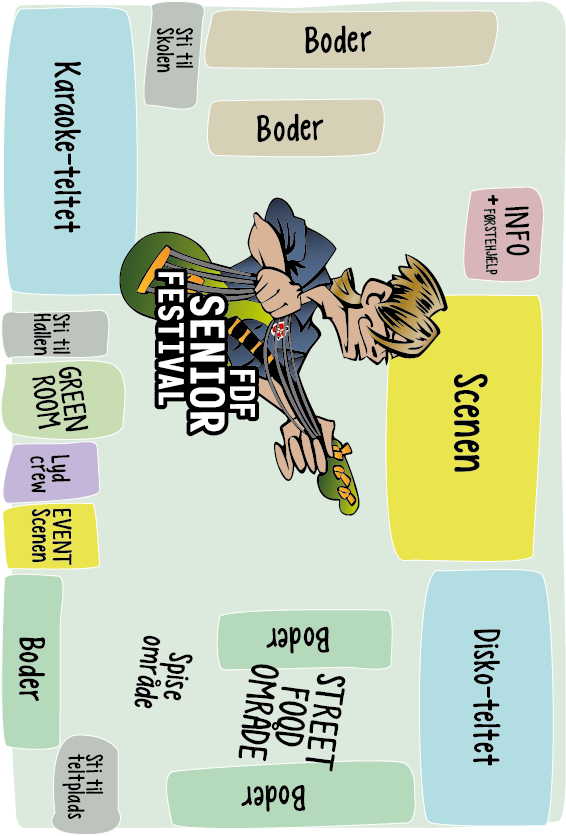 Boder
Sti til
Skolen
Boder
Karaoke-teltet
INFO
+ FØRSTEHJELP
FDF
SENIOR
FESTIVAL
Sti til
Hallen
GREEN
ROOM
Scenen
Lyd
crew
EVENT
Scenen
Boder
Spise
område
Boder
STREET
FOOD
OMRÅDE
Disko-teltet
Sti til
teltplads
Boder